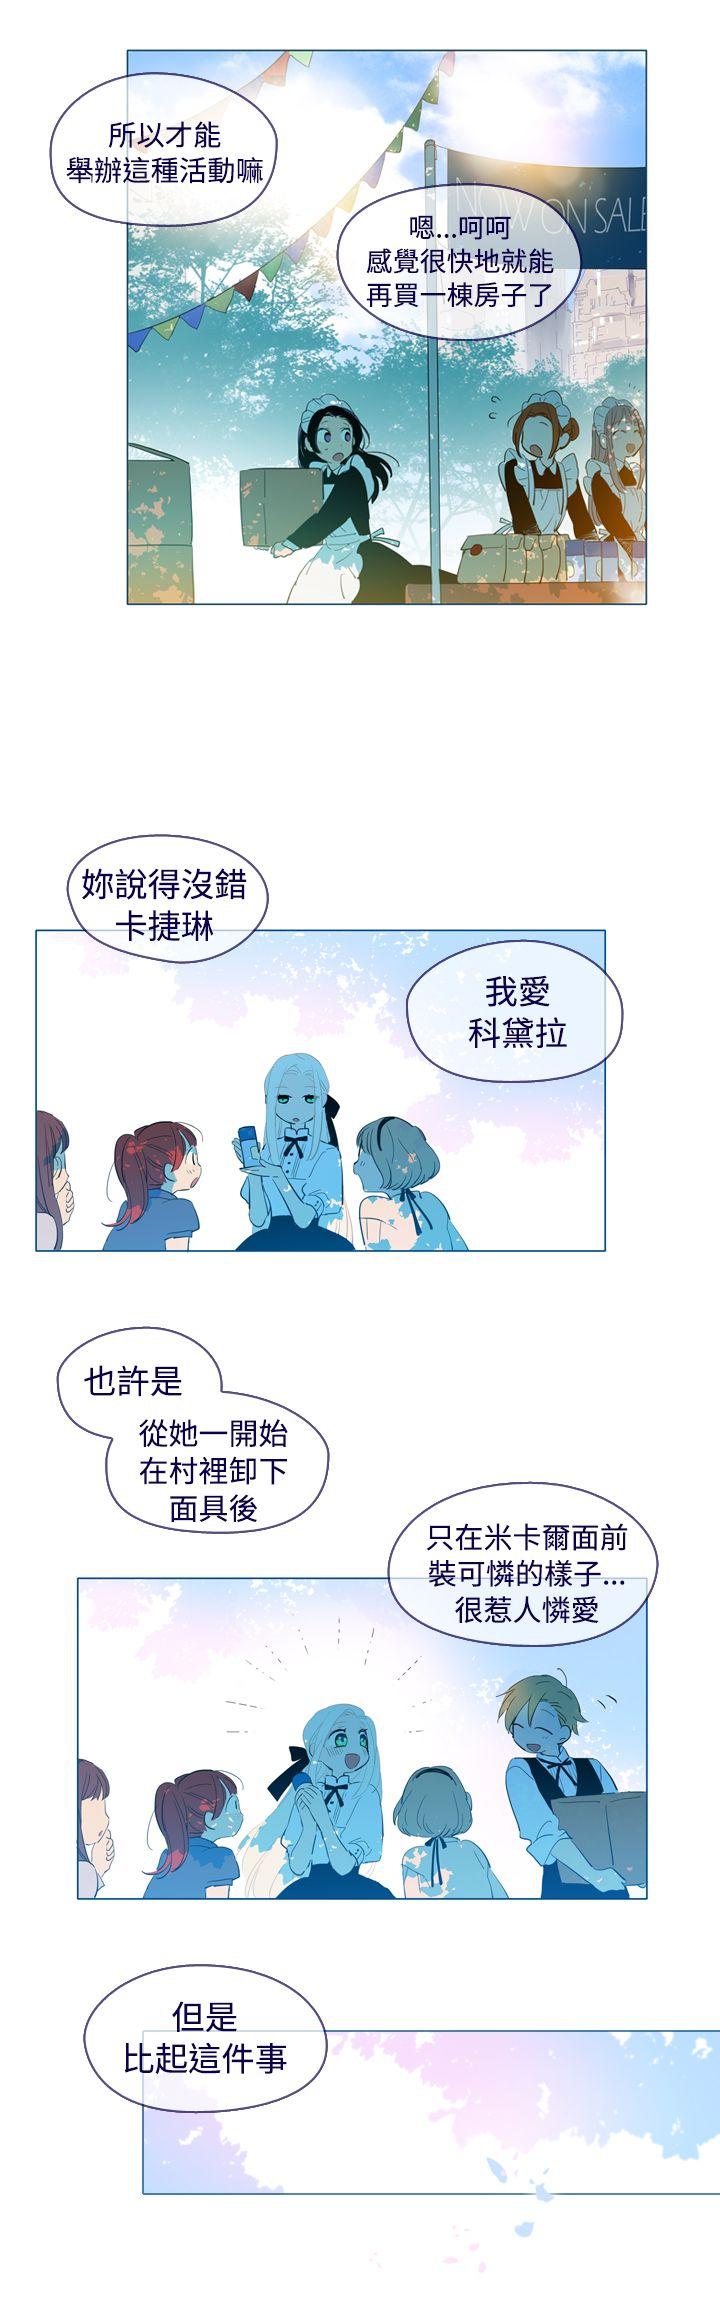 所以才能
舉辦這種活動嘛
NOW ON SALE
嗯…呵呵
感覺很快地就能
再買一棟房子了
妳說得沒錯
卡捷琳
我愛
科黛拉
也許是
從她一開始
在村裡卸下
面具後
只在米卡爾面前
裝可憐的樣子…
很惹人憐愛
但是
比起這件事